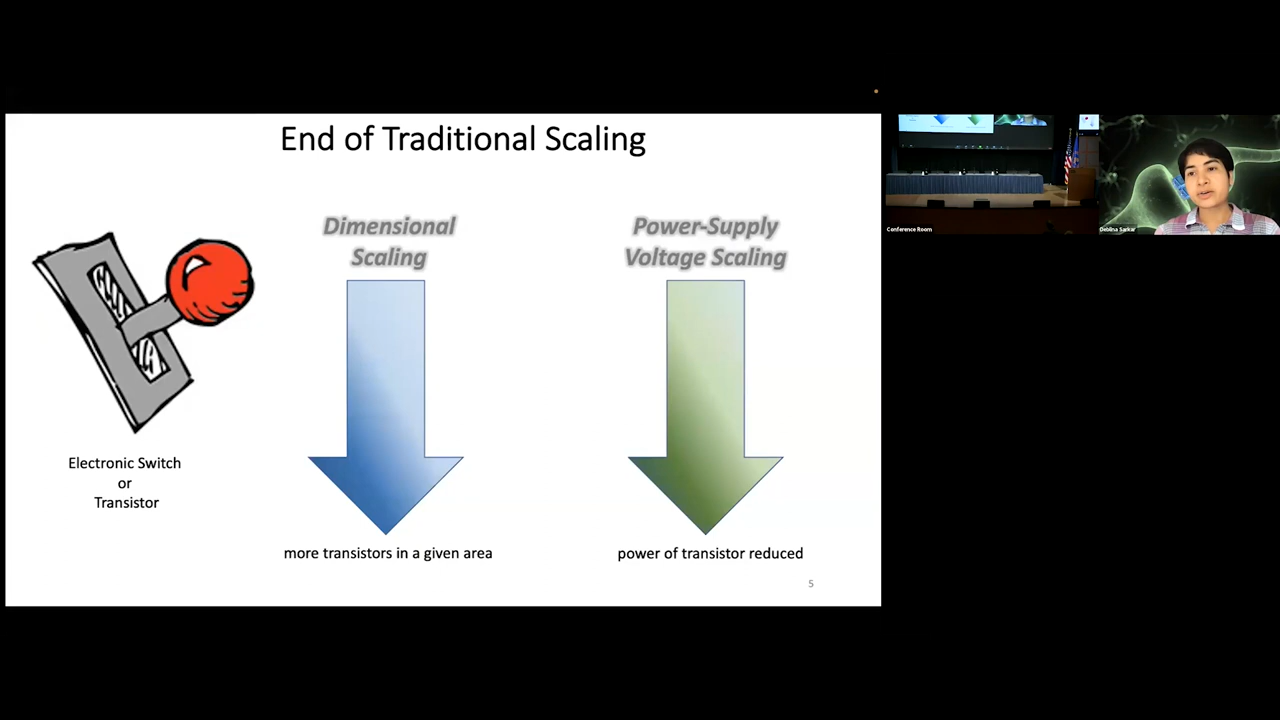 End of Traditional Scaling
Dimensional
Scaling
Power-Supply
Voltage Scaling
Electronic Switch
or
Transistor
more transistors in a given area
power of transistor reduced
5
Conference Room
Deblina Sarkar